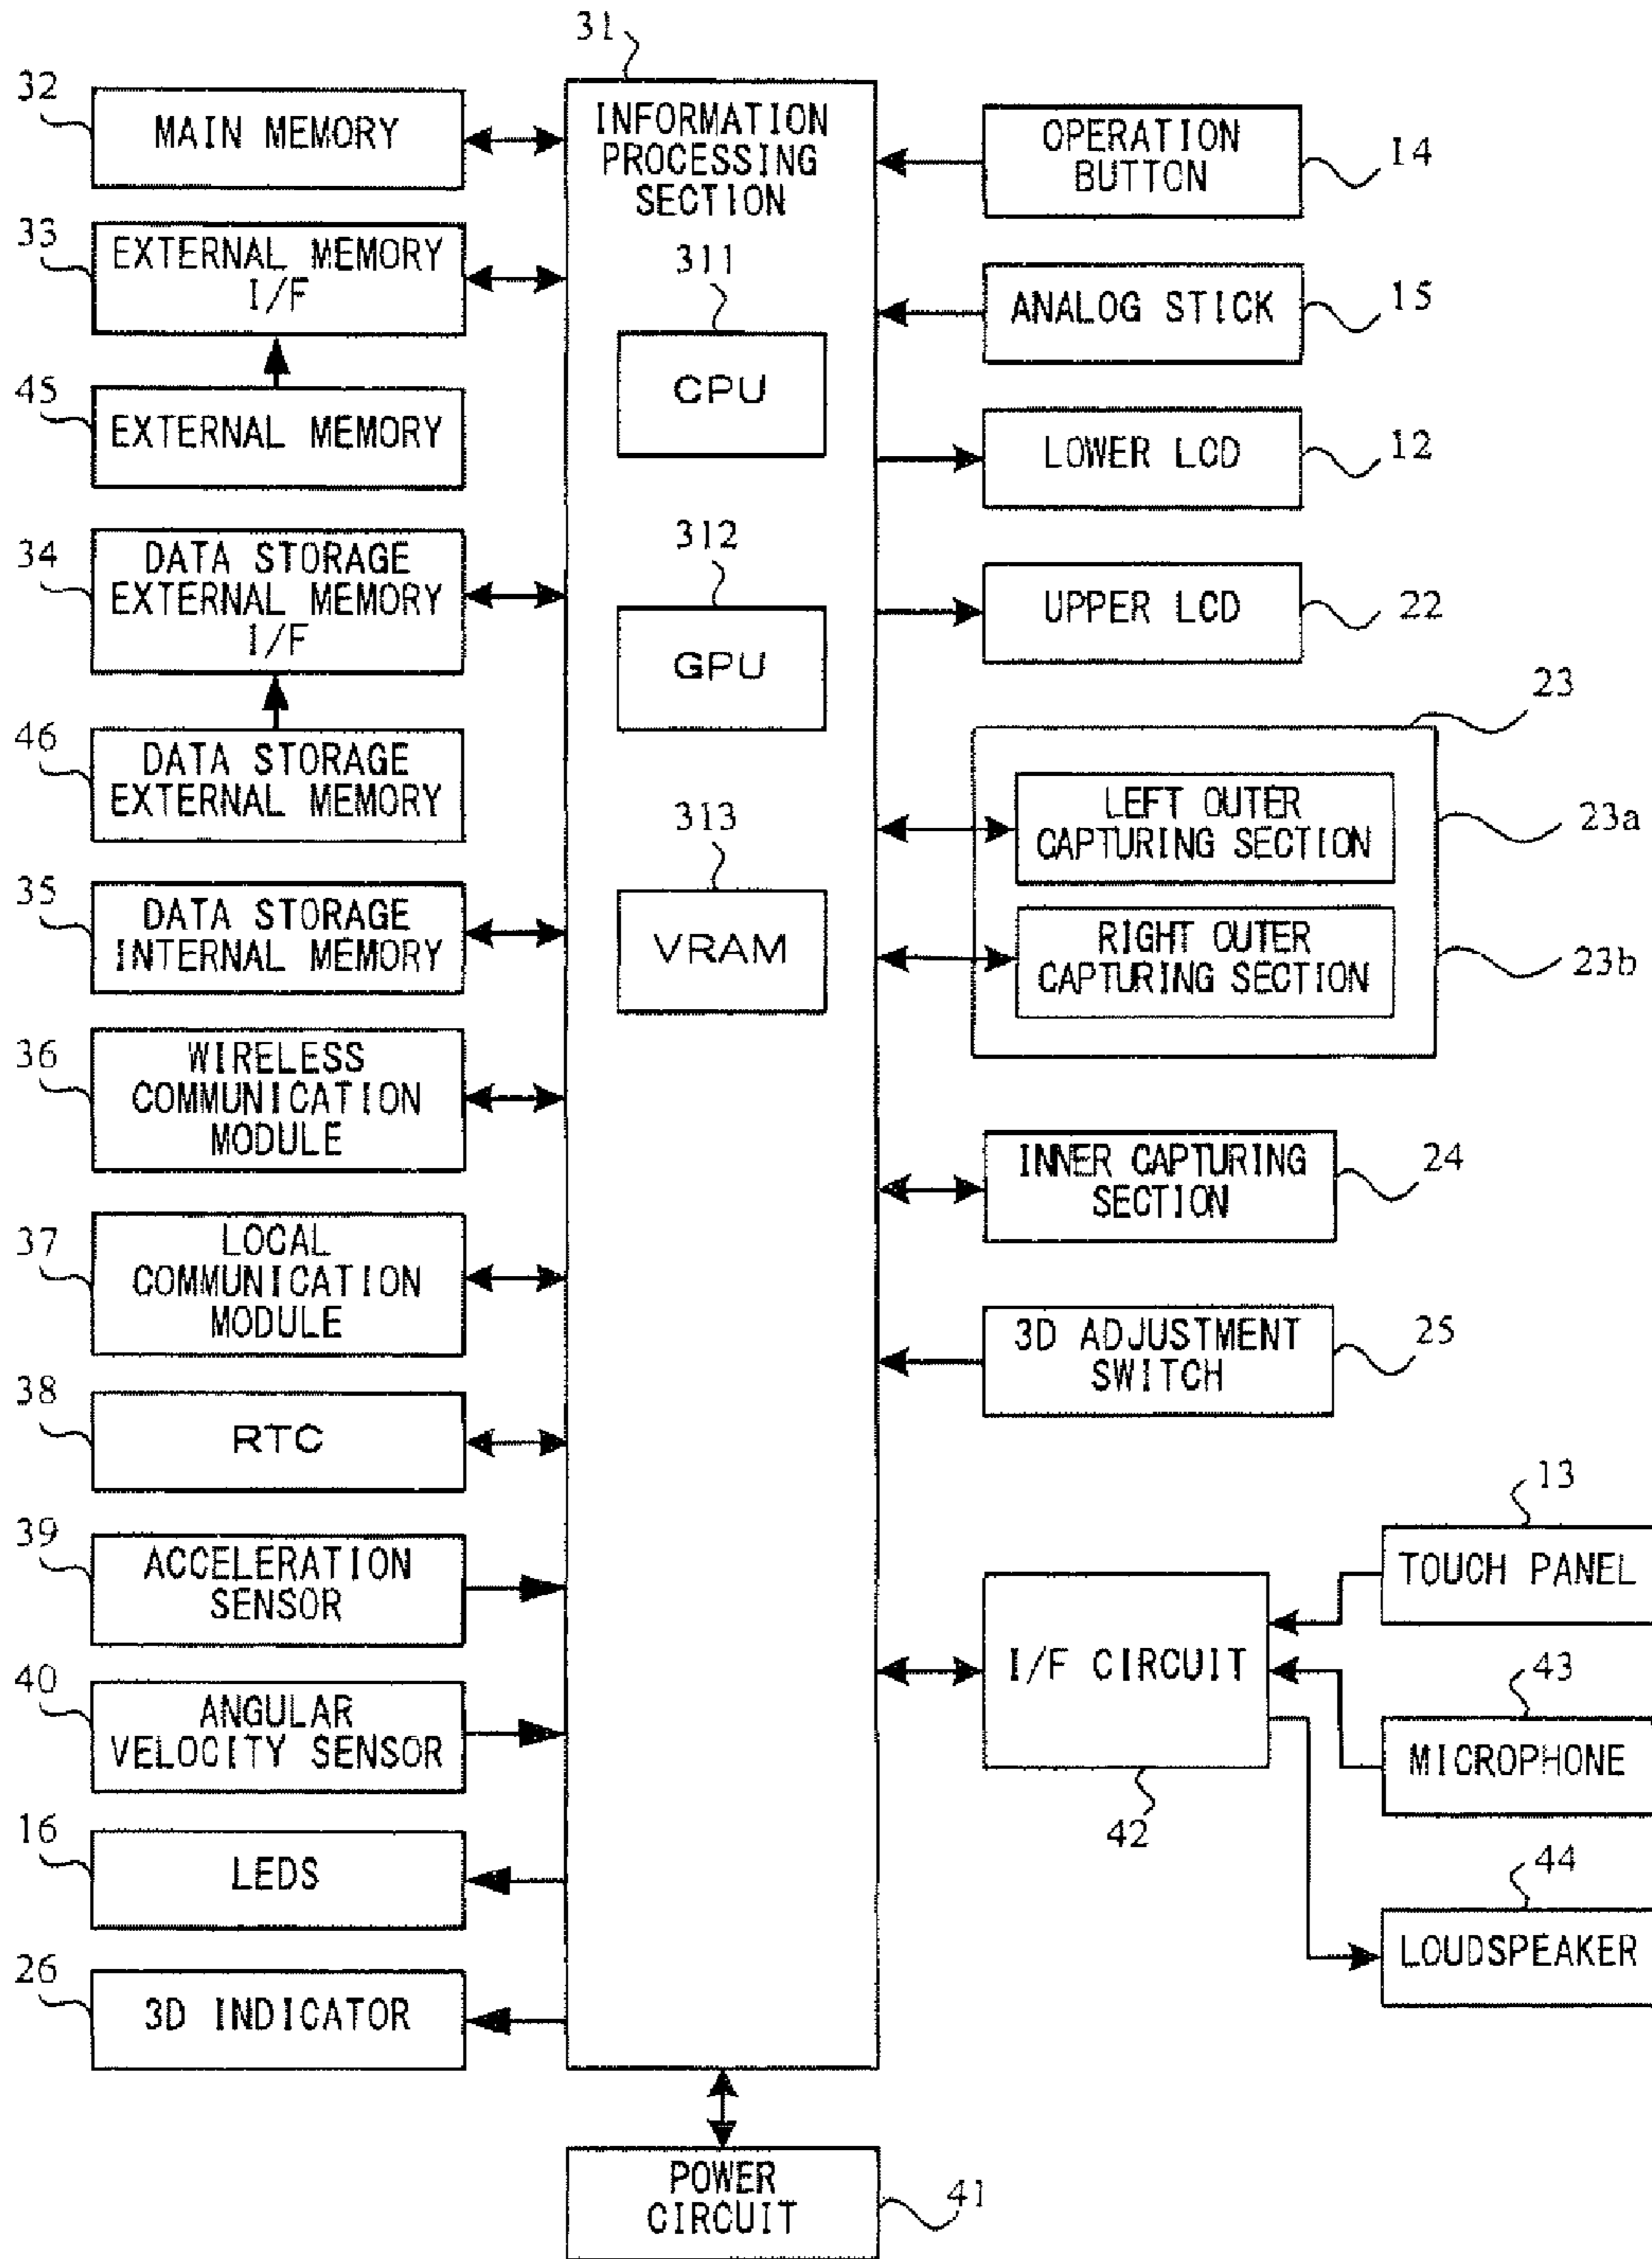 31
INFORMATION
PROCESSING
SECTION
311
CPU
312
GPU
313
VRAM
32
MAIN MEMORY
33
EXTERNAL MEMORY
I/F
45
EXTERNAL MEMORY
34
DATA STORAGE
EXTERNAL MEMORY
I/F
46
DATA STORAGE
EXTERNAL MEMORY
35
DATA STORAGE
INTERNAL MEMORY
36
WIRELESS
COMMUNICATION
MODULE
37
LOCAL
COMMUNICATION
MODULE
38
RTC
39
ACCELERATION
SENSOR
40
ANGULAR
VELOCITY SENSOR
16
LEDS
26
3D INDICATOR
OPERATION
BUTTON
14
ANALOG STICK
15
LOWER LCD
12
UPPER LCD
22
23
LEFT OUTER
CAPTURING SECTION
23a
RIGHT OUTER
CAPTURING SECTION
23b
INNER CAPTURING
SECTION
24
3D ADJUSTMENT
SWITCH
25
13
TOUCH PANEL
I/F CIRCUIT
42
43
MICROPHONE
44
LOUDSPEAKER
POWER
CIRCUIT
41